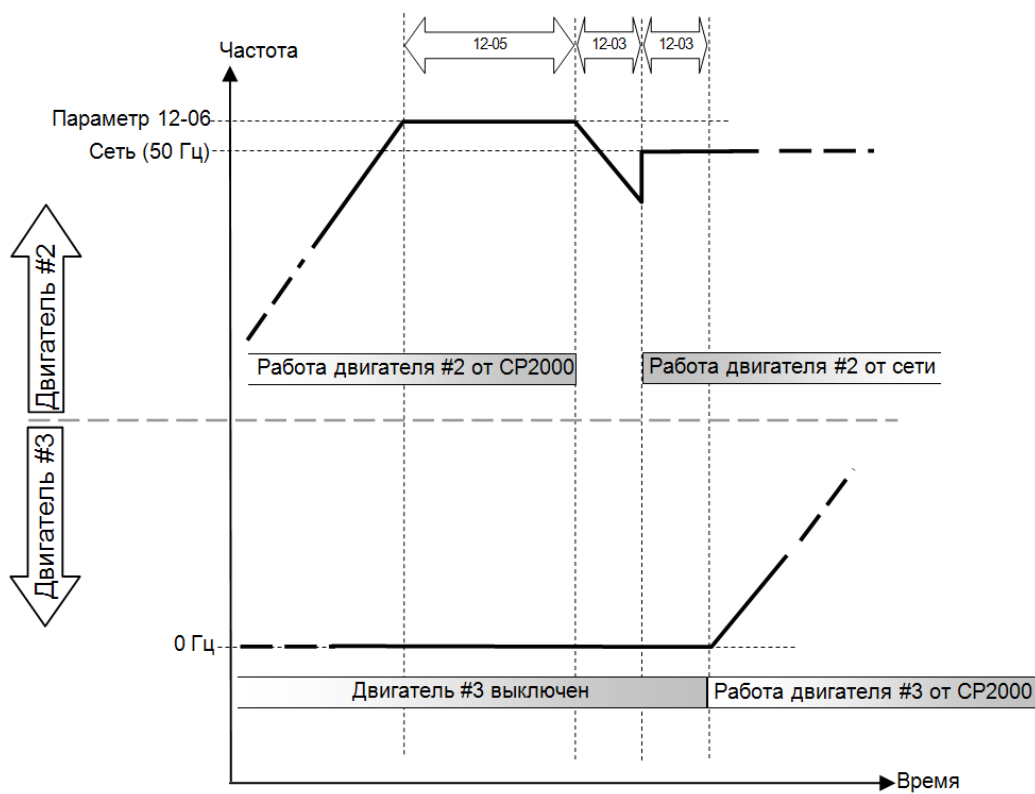 12-05
12-03
12-03
Частота
Параметр 12-06
Сеть (50 Гц)
Двигатель #2
Работа двигателя #2 от CP2000
Работа двигателя #2 от сети
Двигатель #3
0 Гц
Двигатель #3 выключен
Работа двигателя #3 от CP2000
Время